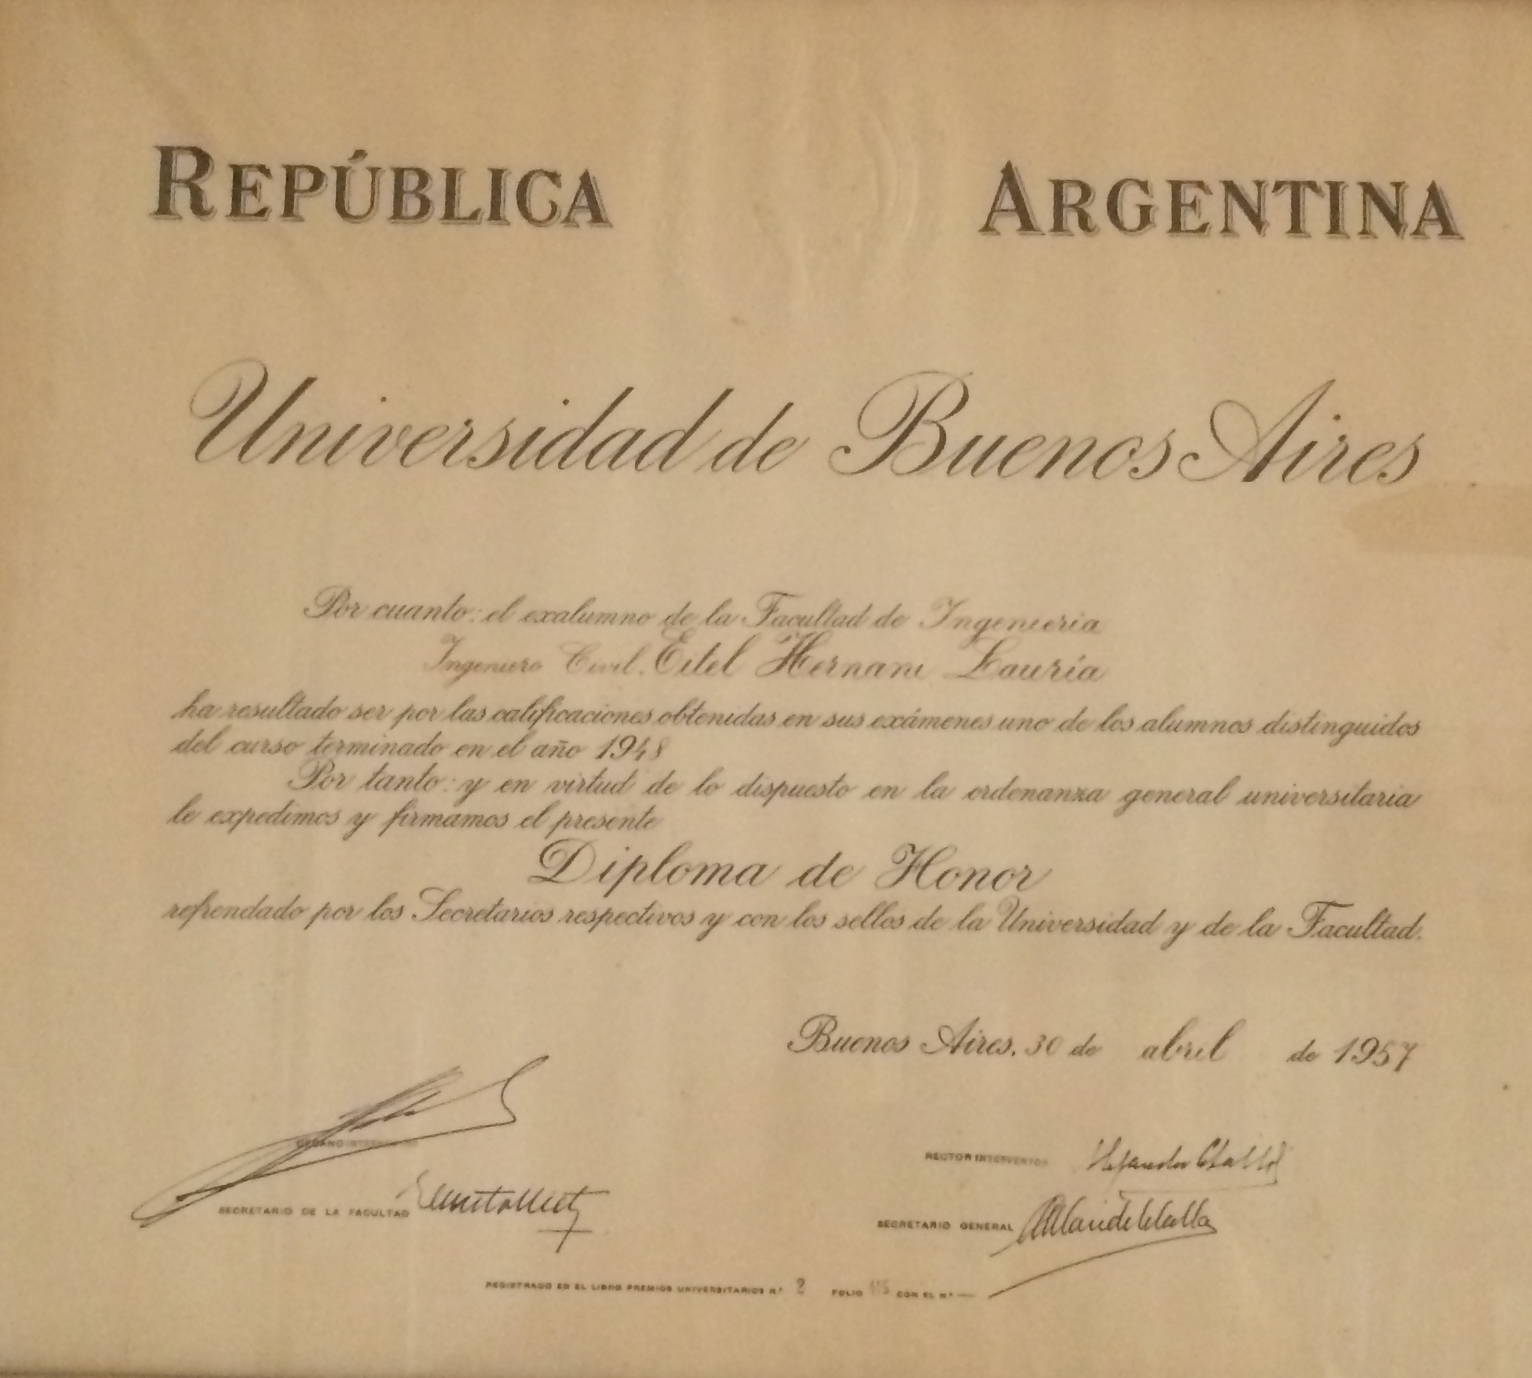 REPÚBLICA ARGENTINA
Universidad de Buenos Aires
Por cuanto: el exalumno de la Facultad de Ingeniería
Ingeniero Civil. Eitel Hernani Lauría
ha resultado ser por las calificaciones obtenidas en sus exámenes uno de los alumnos distinguidos
del curso terminado en el año 1948
Por tanto: y en virtud de lo dispuesto en la ordenanza general universitaria
le expedimos y firmamos el presente
Diploma de Honor
refrendado por los Secretarios respectivos y con los sellos de la Universidad y de la Facultad.
Buenos Aires, 30 de abril de 1957
DECANO INTERVENTOR
RECTOR INTERVENTOR
SECRETARIO DE LA FACULTAD
SECRETARIO GENERAL
REGISTRADO EN EL LIBRO PREMIOS UNIVERSITARIOS N.º 2 FOLIO 115 CON EL N.º —